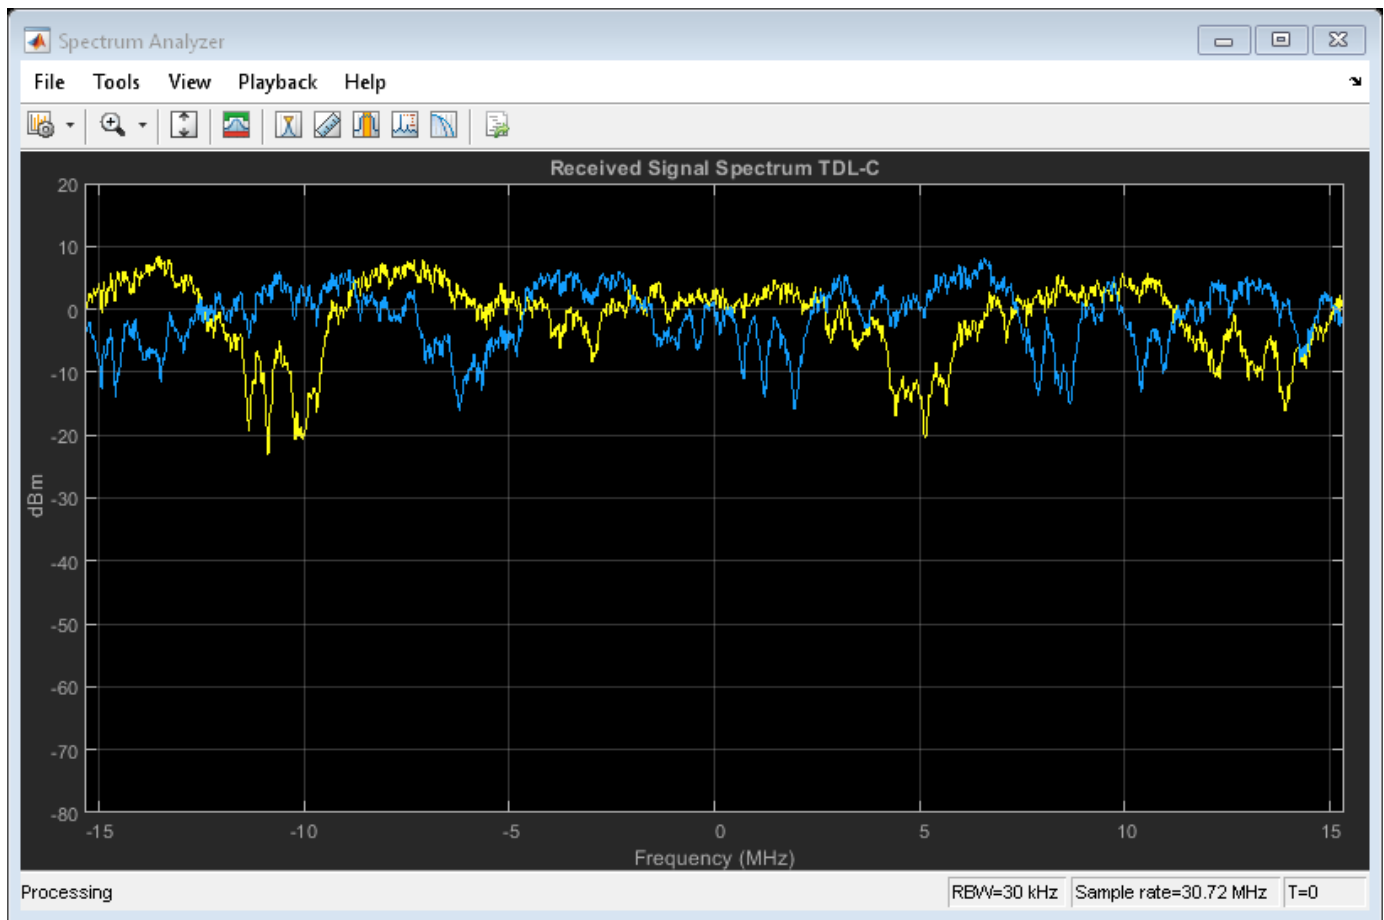 Spectrum Analyzer
File Tools View Playback Help
Received Signal Spectrum TDL-C
20
10
0
-10
-20
-30
-40
-50
-60
-70
-80
dBm
-15 -10 -5 0 5 10 15
Frequency (MHz)
Processing RBW=30 kHz Sample rate=30.72 MHz T=0